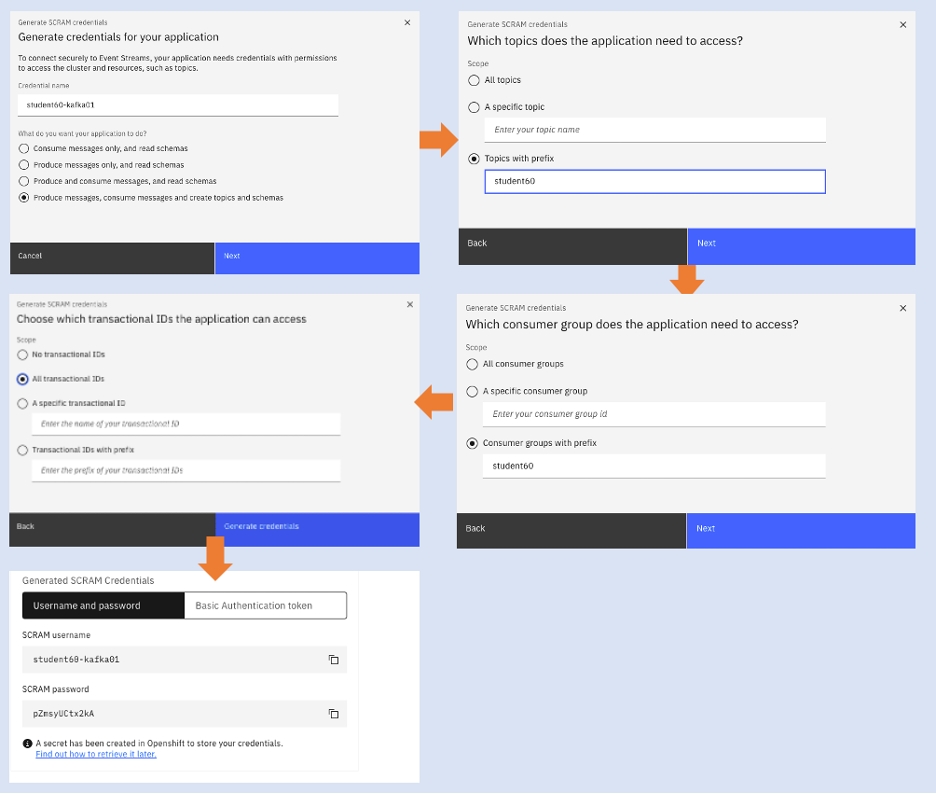 Generate SCRAM credentials
Generate credentials for your application
To connect securely to Event Streams, your application needs credentials with permissions
to access the cluster and resources, such as topics.
Credential name
student60-kafka01
What do you want your application to do?
Consume messages only, and read schemas
Produce messages only, and read schemas
Produce and consume messages, and read schemas
Produce messages, consume messages and create topics and schemas
Cancel
Next
Generate SCRAM credentials
Which topics does the application need to access?
Scope
All topics
A specific topic
Enter your topic name
Topics with prefix
student60
Back
Next
Generate SCRAM credentials
Which consumer group does the application need to access?
Scope
All consumer groups
A specific consumer group
Enter your consumer group id
Consumer groups with prefix
student60
Back
Next
Generate SCRAM credentials
Choose which transactional IDs the application can access
Scope
No transactional IDs
All transactional IDs
A specific transactional ID
Enter the name of your transactional ID
Transactional IDs with prefix
Enter the prefix of your transactional IDs
Back
Generate credentials
Generated SCRAM Credentials
Username and password
Basic Authentication token
SCRAM username
student60-kafka01
SCRAM password
pZmsyUCtx2kA
A secret has been created in Openshift to store your credentials.
Find out how to retrieve it later.